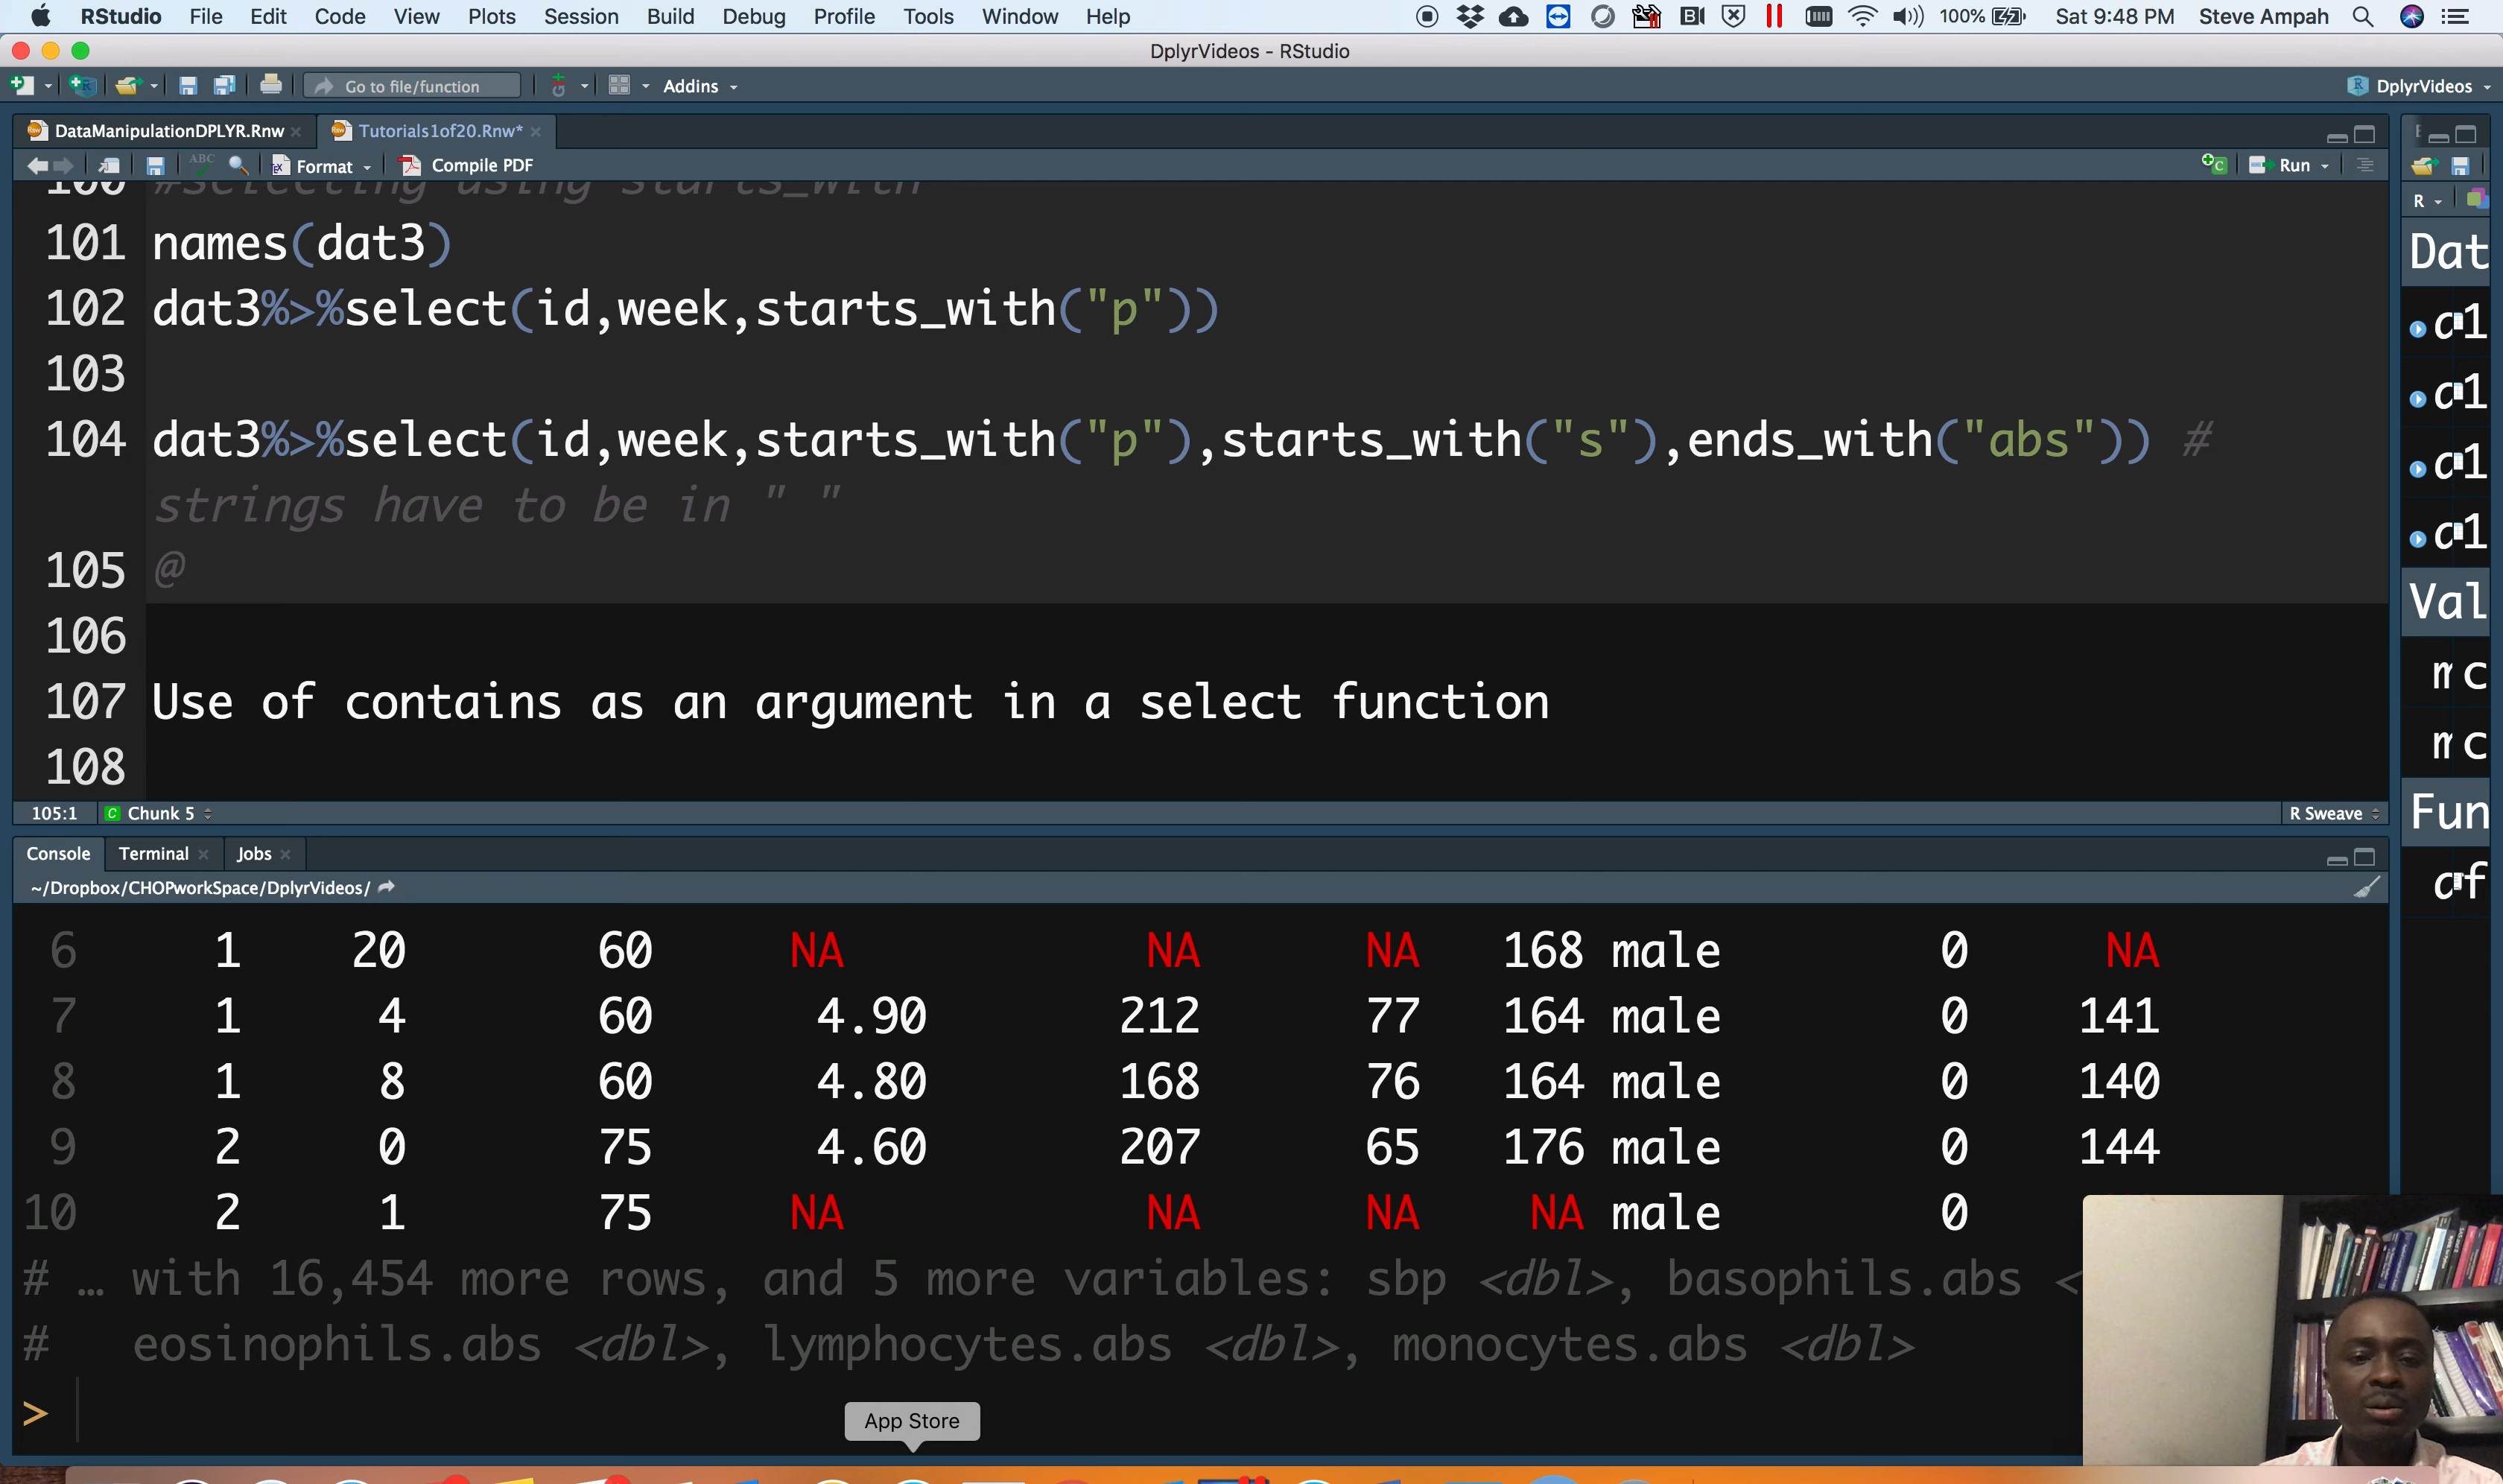 RStudio File Edit Code View Plots Session Build Debug Profile Tools Window Help 100% Sat 9:48 PM Steve Ampah
DplyrVideos - RStudio
Go to file/function Addins DplyrVideos
DataManipulationDPLYR.Rnw Tutorials1of20.Rnw*
ABC Format Compile PDF Run
R
100 #selecting using starts_with
101 names(dat3)
102 dat3%>%select(id,week,starts_with("p"))
103
104 dat3%>%select(id,week,starts_with("p"),starts_with("s"),ends_with("abs")) #
strings have to be in " "
105 @
106
107 Use of contains as an argument in a select function
108
Dat
Val
mc
mc
Fun
105:1 Chunk 5 R Sweave
Console Terminal Jobs
~/Dropbox/CHOPworkSpace/DplyrVideos/
6 1 20 60 NA NA NA 168 male 0 NA
7 1 4 60 4.90 212 77 164 male 0 141
8 1 8 60 4.80 168 76 164 male 0 140
9 2 0 75 4.60 207 65 176 male 0 144
10 2 1 75 NA NA NA NA male 0
# … with 16,454 more rows, and 5 more variables: sbp <dbl>, basophils.abs <
# eosinophils.abs <dbl>, lymphocytes.abs <dbl>, monocytes.abs <dbl>
>
App Store